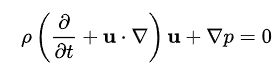 ρ ( ∂/∂t + **u** · ∇ ) **u** + ∇p = 0